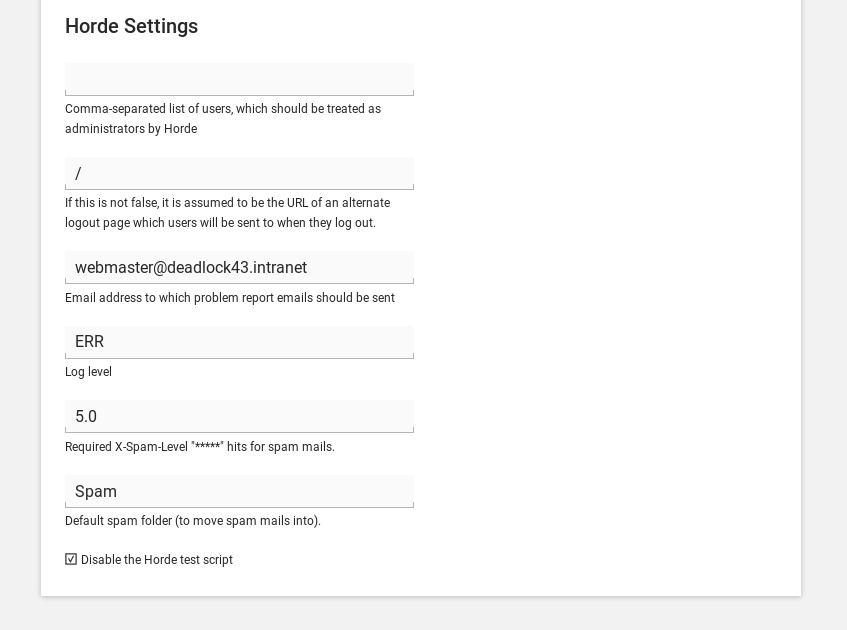 Horde Settings
Comma-separated list of users, which should be treated as
administrators by Horde
/
If this is not false, it is assumed to be the URL of an alternate
logout page which users will be sent to when they log out.
webmaster@deadlock43.intranet
Email address to which problem report emails should be sent
ERR
Log level
5.0
Required X-Spam-Level "*****" hits for spam mails.
Spam
Default spam folder (to move spam mails into).
Disable the Horde test script